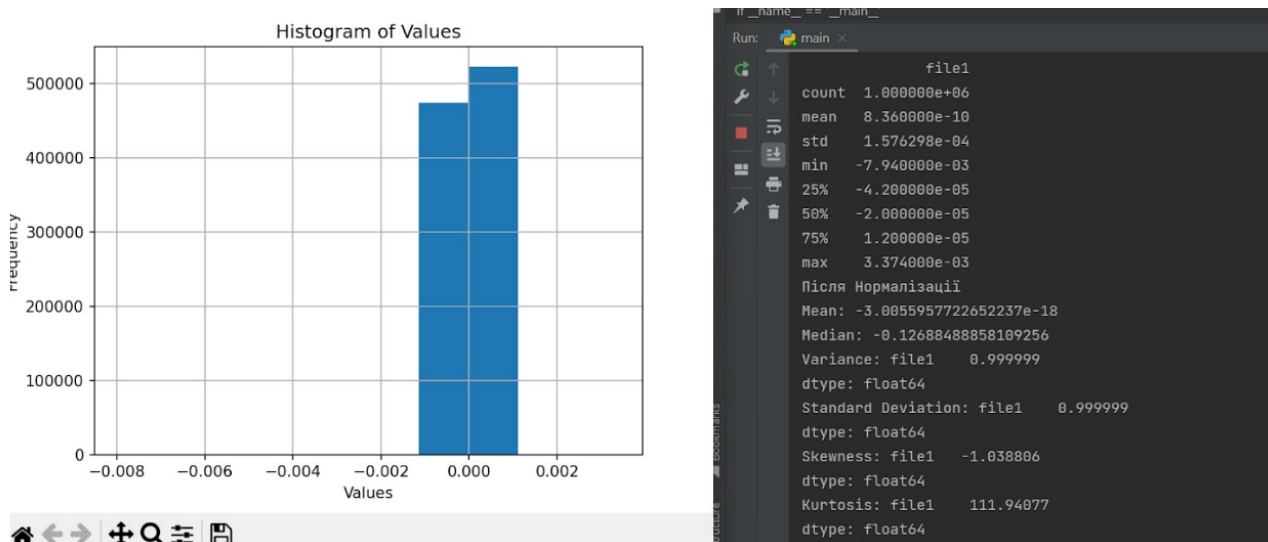 Histogram of Values
500000
400000
300000
200000
100000
0
Frequency
−0.008 −0.006 −0.004 −0.002 0.000 0.002
Values
if __name__ == '__main__'
Run: main
file1
count 1.000000e+06
mean 8.360000e-10
std 1.576298e-04
min -7.940000e-03
25% -4.200000e-05
50% -2.000000e-05
75% 1.200000e-05
max 3.374000e-03
Після Нормалізації
Mean: -3.0055957722652237e-18
Median: -0.12688488858109256
Variance: file1 0.999999
dtype: float64
Standard Deviation: file1 0.999999
dtype: float64
Skewness: file1 -1.038806
dtype: float64
Kurtosis: file1 111.94077
dtype: float64
Bookmarks